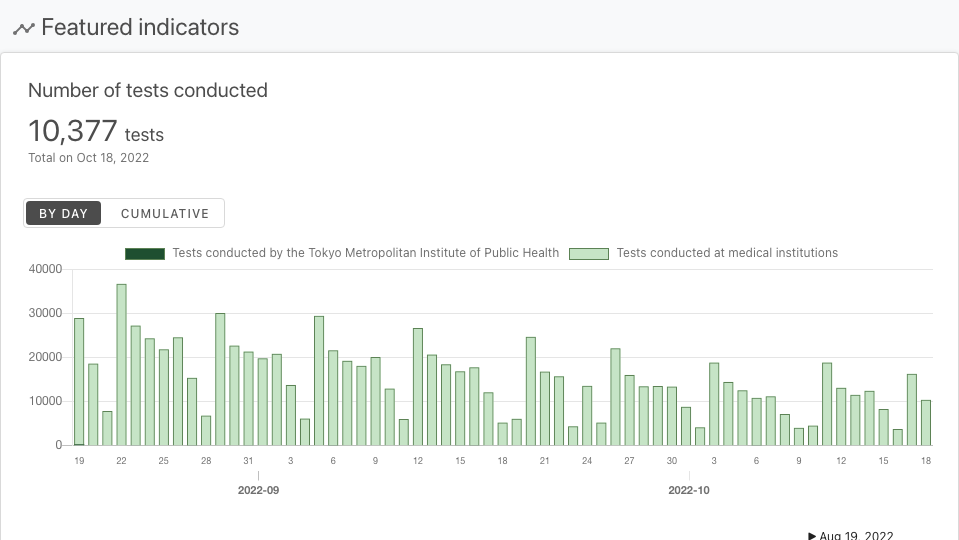 Featured indicators
Number of tests conducted
10,377 tests
Total on Oct 18, 2022
BY DAY CUMULATIVE
Tests conducted by the Tokyo Metropolitan Institute of Public Health Tests conducted at medical institutions
40000
30000
20000
10000
0
19 22 25 28 31 3 6 9 12 15 18 21 24 27 30 3 6 9 12 15 18
2022-09 2022-10
▶ Aug 19, 2022